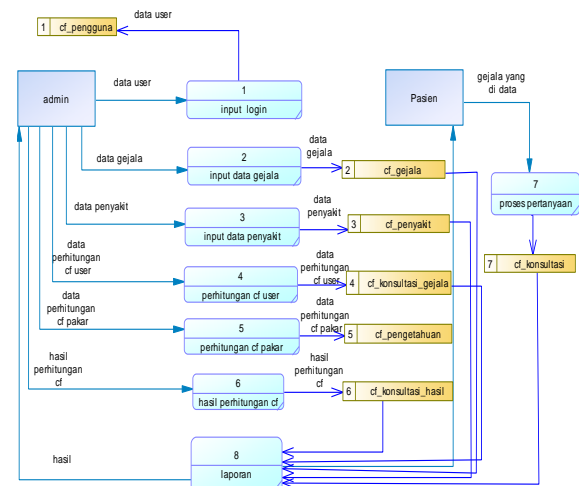 data user
1 cf_pengguna
data user
1
input login
admin
Pasien
gejala yang
di data
data gejala
2
input data gejala
data
gejala
2 cf_gejala
7
proses pertanyaan
data penyakit
3
input data penyakit
data
penyakit
3 cf_penyakit
7 cf_konsultasi
data
perhitungan
cf user
4
perhitungan cf user
data
perhitungan
cf user
4 cf_konsultasi_gejala
data
perhitungan
cf pakar
5
perhitungan cf pakar
data
perhitungan
cf pakar
5 cf_pengetahuan
hasil
perhitungan
cf
6
hasil perhitungan cf
hasil
perhitungan
cf
6 cf_konsultasi_hasil
hasil
8
laporan